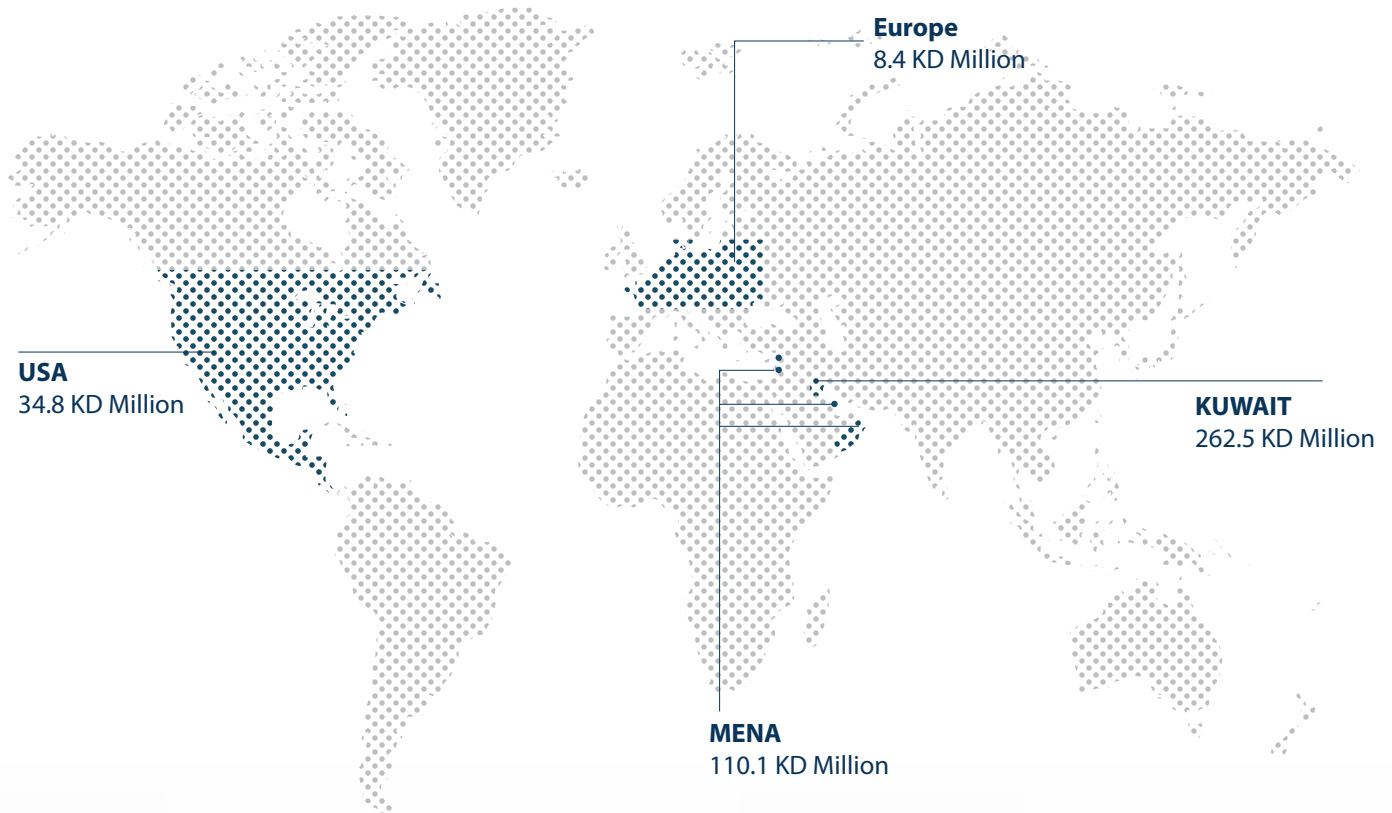 Europe
8.4 KD Million
USA
34.8 KD Million
KUWAIT
262.5 KD Million
MENA
110.1 KD Million